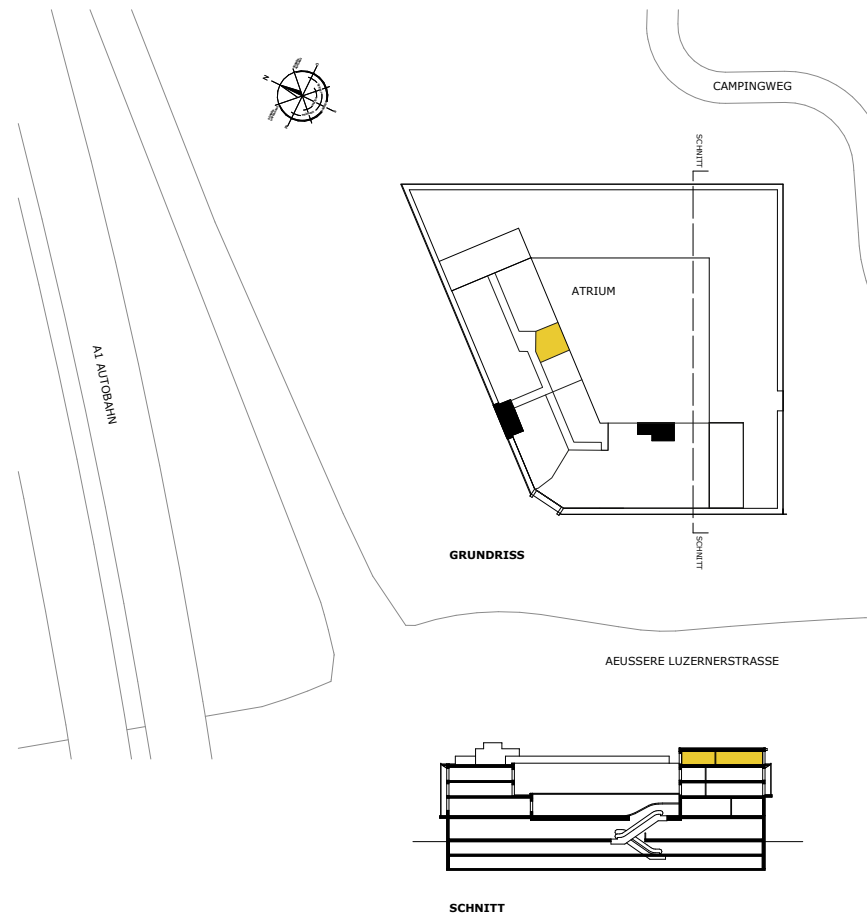 CAMPINGWEG
N
SCHNITT
ATRIUM
A1 AUTOBAHN
SCHNITT
GRUNDRISS
AEUSSERE LUZERNERSTRASSE
SCHNITT